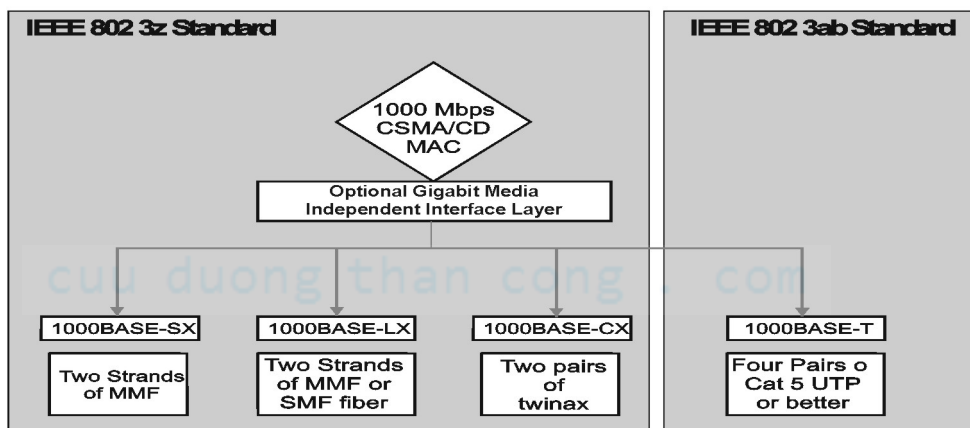 IEEE 802 3z Standard
IEEE 802 3ab Standard
1000 Mbps
CSMA/CD
MAC
Optional Gigabit Media
Independent Interface Layer
cuu duong than cong . com
1000BASE-SX
1000BASE-LX
1000BASE-CX
1000BASE-T
Two Strands
of MMF
Two Strands
of MMF or
SMF fiber
Two pairs
of
twinax
Four Pairs o
Cat 5 UTP
or better